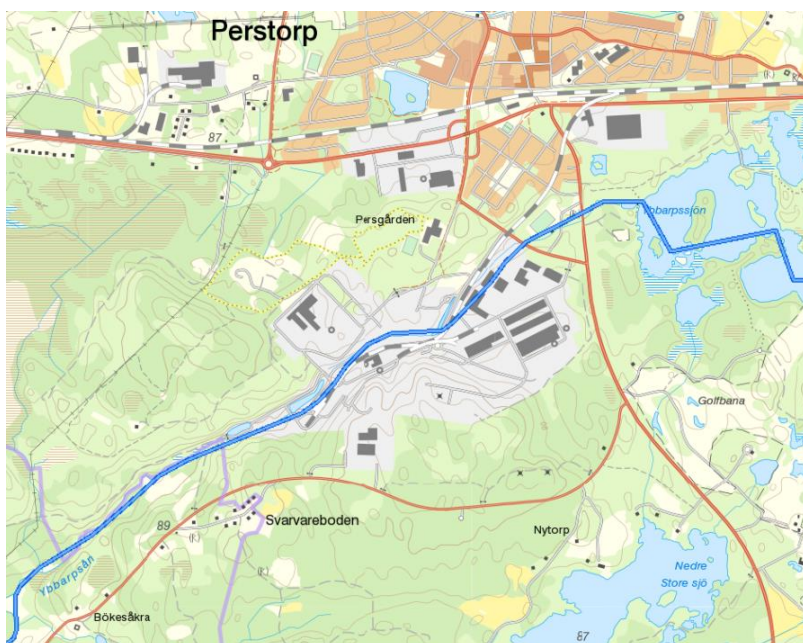 Perstorp
(r.)
87
Ybbarpssjön
Persgården
Golfbana
Svarvareboden
89
(r.)
Nytorp
Ybbarpsån
Nedre
Store sjö
(r.)
Bökesåkra
87